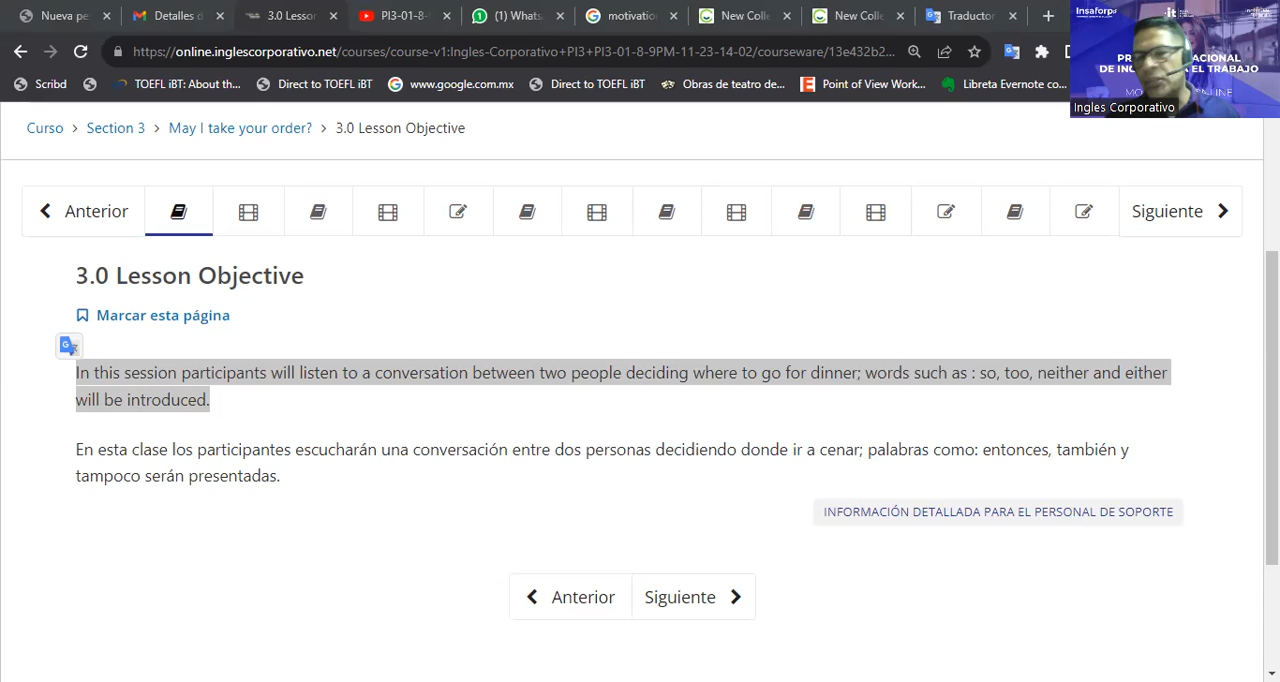 Nueva pe
Detalles d
3.0 Lesso
PI3-01-8-
(1) Whats
motivatio
New Colle
New Colle
Traductor
https://online.inglescorporativo.net/courses/course-v1:Ingles-Corporativo+PI3+PI3-01-8-9PM-11-23-14-02/courseware/13e432b2...
Scribd
TOEFL iBT: About th...
Direct to TOEFL iBT
www.google.com.mx
Direct to TOEFL iBT
Obras de teatro de...
Point of View Work...
Libreta Evernote co...
Insaforp
it
Ingles Corporativo
Curso > Section 3 > May I take your order? > 3.0 Lesson Objective
Anterior
Siguiente
3.0 Lesson Objective
Marcar esta página
In this session participants will listen to a conversation between two people deciding where to go for dinner; words such as : so, too, neither and either
will be introduced.
En esta clase los participantes escucharán una conversación entre dos personas decidiendo donde ir a cenar; palabras como: entonces, también y
tampoco serán presentadas.
INFORMACIÓN DETALLADA PARA EL PERSONAL DE SOPORTE
Anterior
Siguiente